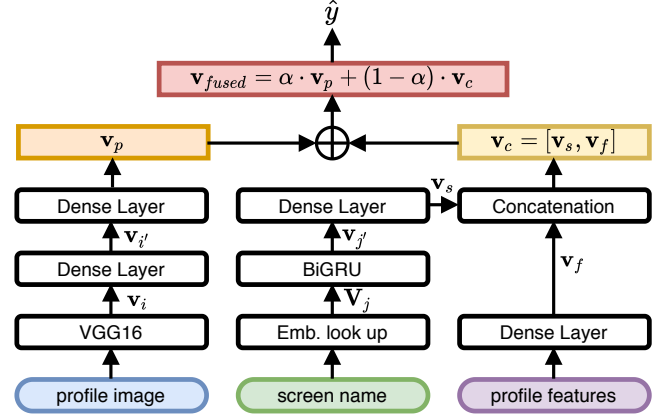 ŷ
v_fused = α · v_p + (1 − α) · v_c
v_p
v_c = [v_s, v_f]
v_s
Dense Layer
Dense Layer
Concatenation
v_i'
v_j'
v_f
Dense Layer
BiGRU
v_i
V_j
VGG16
Emb. look up
Dense Layer
profile image
screen name
profile features